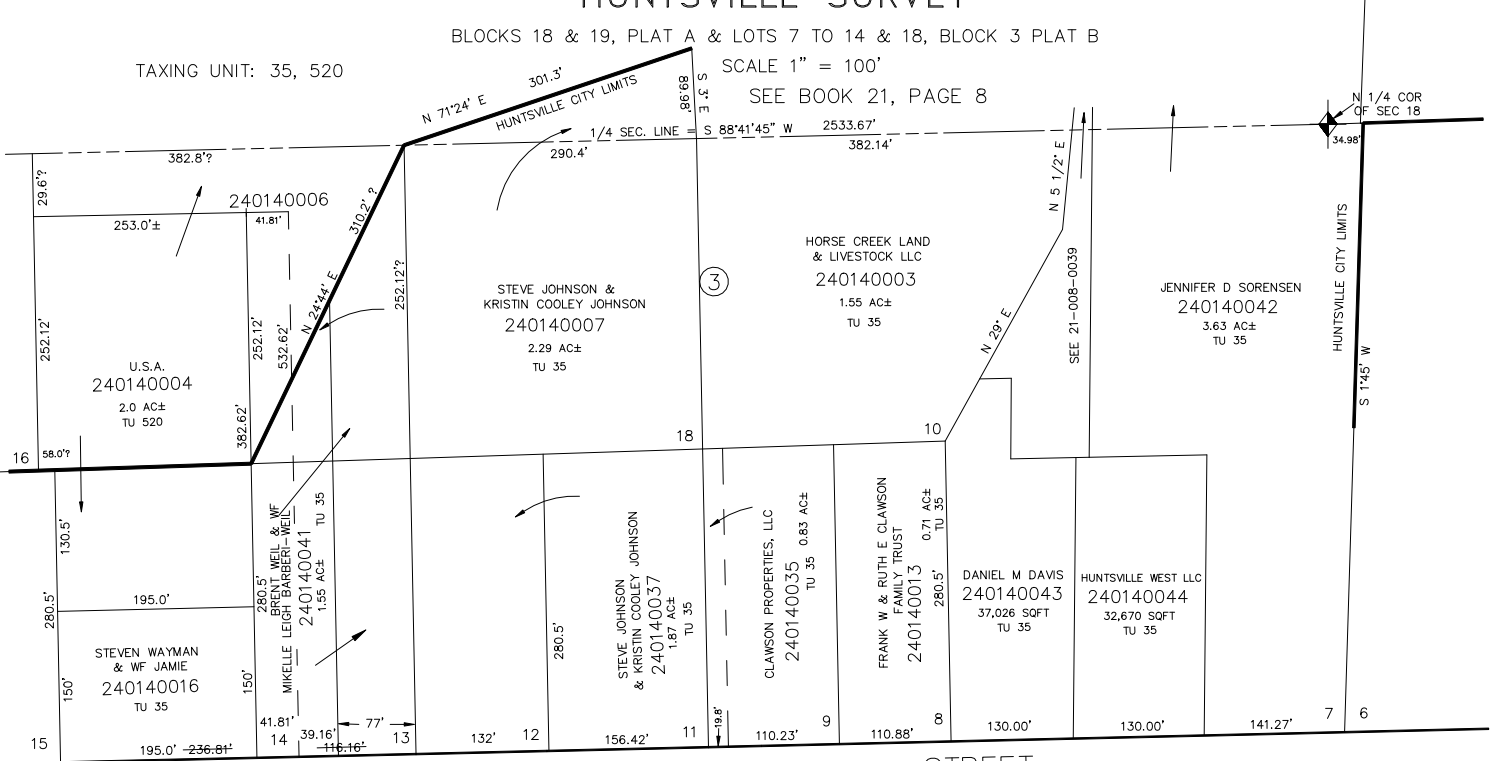 HUNTSVILLE SURVEY
BLOCKS 18 & 19, PLAT A & LOTS 7 TO 14 & 18, BLOCK 3 PLAT B
TAXING UNIT: 35, 520
SCALE 1" = 100'
SEE BOOK 21, PAGE 8
N 71°24' E
301.3'
HUNTSVILLE CITY LIMITS
89.98'
S 3° E
1/4 SEC. LINE = S 88°41'45" W
2533.67'
N 1/4 COR
OF SEC 18
34.98'
382.8'?
290.4'
382.14'
29.6'?
240140006
253.0'±
41.81'
310.2' ?
N 24°44' E
252.12'?
252.12'
252.12'
532.62'
382.62'
U.S.A.
240140004
2.0 AC±
TU 520
STEVE JOHNSON &
KRISTIN COOLEY JOHNSON
240140007
2.29 AC±
TU 35
3
HORSE CREEK LAND
& LIVESTOCK LLC
240140003
1.55 AC±
TU 35
N 5 1/2° E
N 29° E
SEE 21-008-0039
JENNIFER D SORENSEN
240140042
3.63 AC±
TU 35
HUNTSVILLE CITY LIMITS
S 1°45' W
16
58.0'?
18
10
130.5'
280.5'
195.0'
STEVEN WAYMAN
& WF JAMIE
240140016
TU 35
150'
150'
280.5'
BRENT WEIL & WF
MIKELLE LEIGH BARBERI-WEIL
240140041
1.55 AC±
TU 35
280.5'
STEVE JOHNSON
& KRISTIN COOLEY JOHNSON
240140037
1.87 AC±
TU 35
CLAWSON PROPERTIES, LLC
240140035
TU 35
0.83 AC±
FRANK W & RUTH E CLAWSON
FAMILY TRUST
240140013
0.71 AC±
TU 35
280.5'
DANIEL M DAVIS
240140043
37,026 SQFT
TU 35
HUNTSVILLE WEST LLC
240140044
32,670 SQFT
TU 35
15
195.0'
236.81'
41.81'
14
39.16'
116.16'
77'
13
132'
12
156.42'
11
19.8'
110.23'
9
110.88'
8
130.00'
130.00'
141.27'
7
6
STREET